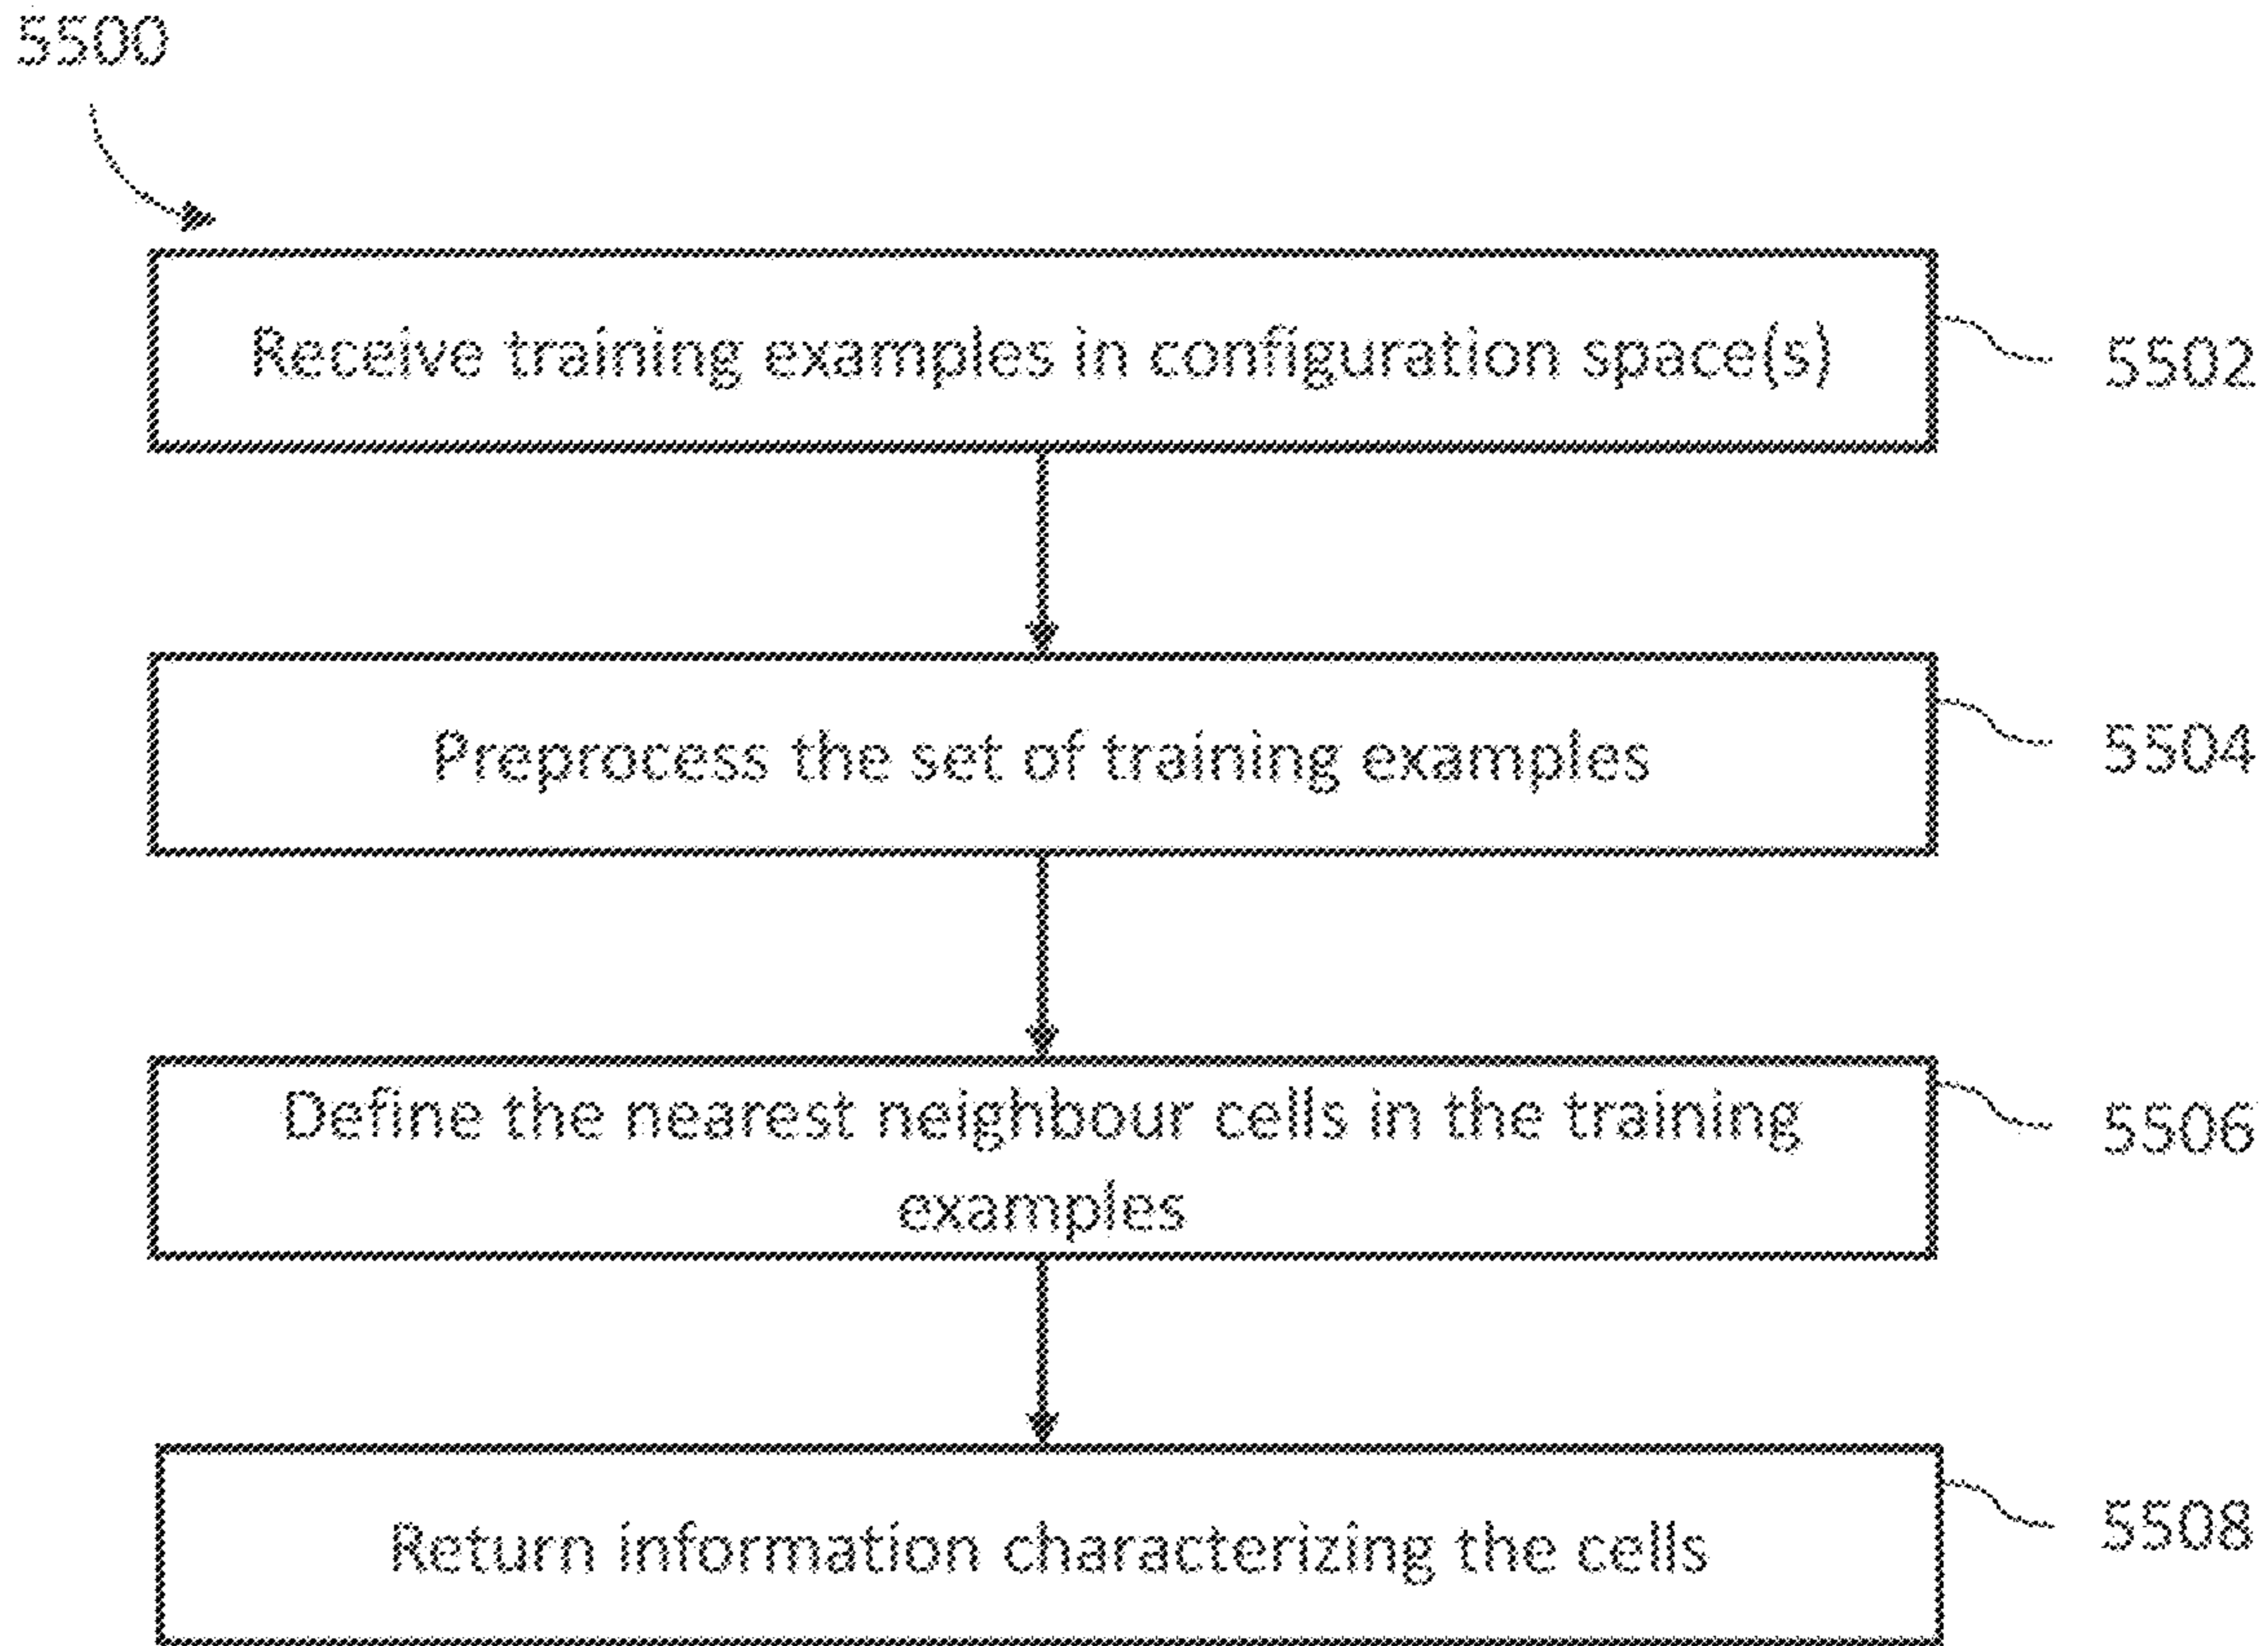 5500
Receive training examples in configuration space(s)
5502
Preprocess the set of training examples
5504
Define the nearest neighbour cells in the training
examples
5506
Return information characterizing the cells
5508